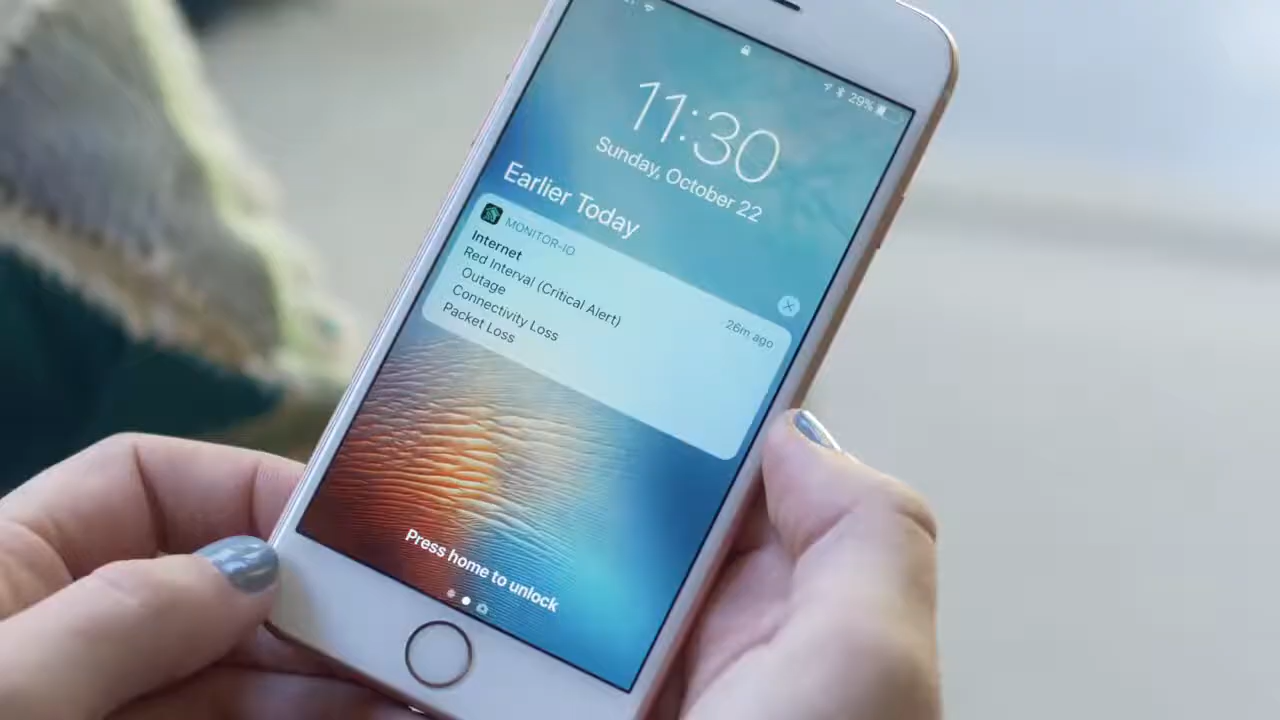 29%
11:30
Sunday, October 22
Earlier Today
MONITOR-IO
26m ago
Internet
Red Interval (Critical Alert)
Outage
Connectivity Loss
Packet Loss
Press home to unlock